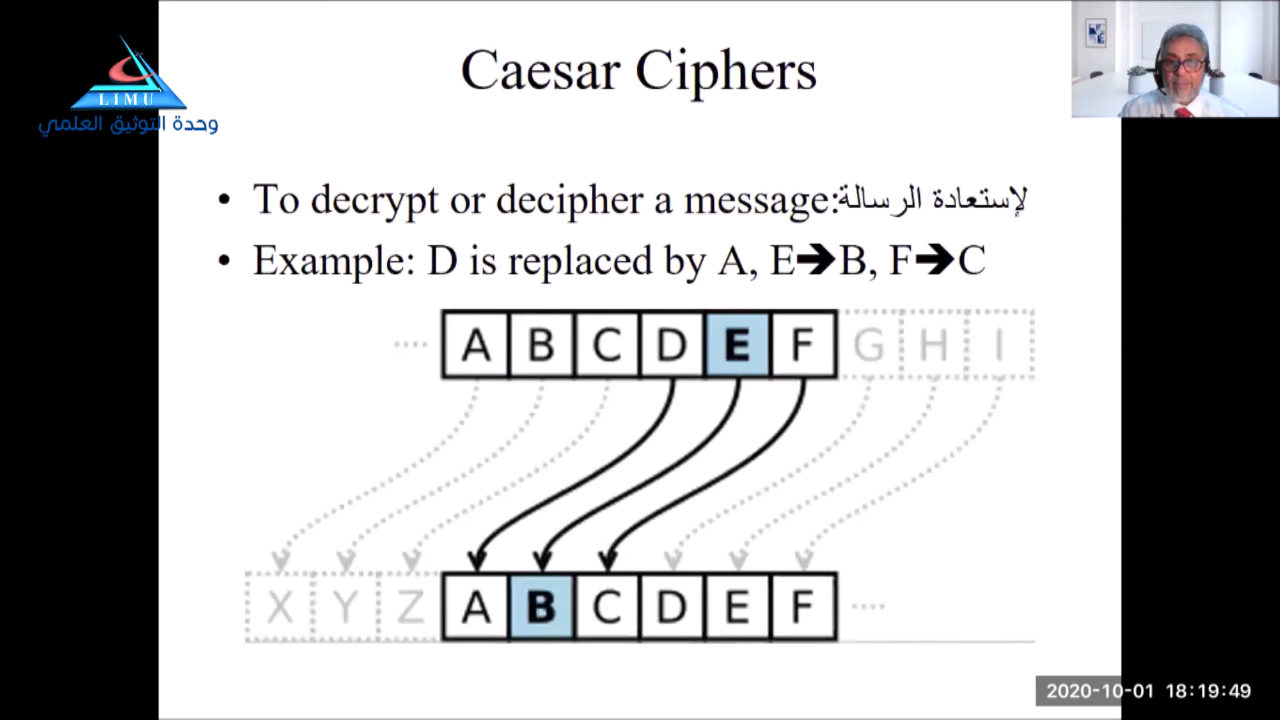 Caesar Ciphers
LIMU
وحدة التوثيق العلمي
• To decrypt or decipher a message:لإستعادة الرسالة
• Example: D is replaced by A, E➔B, F➔C
.... A B C D E F G H I
X Y Z A B C D E F ....
2020-10-01 18:19:49